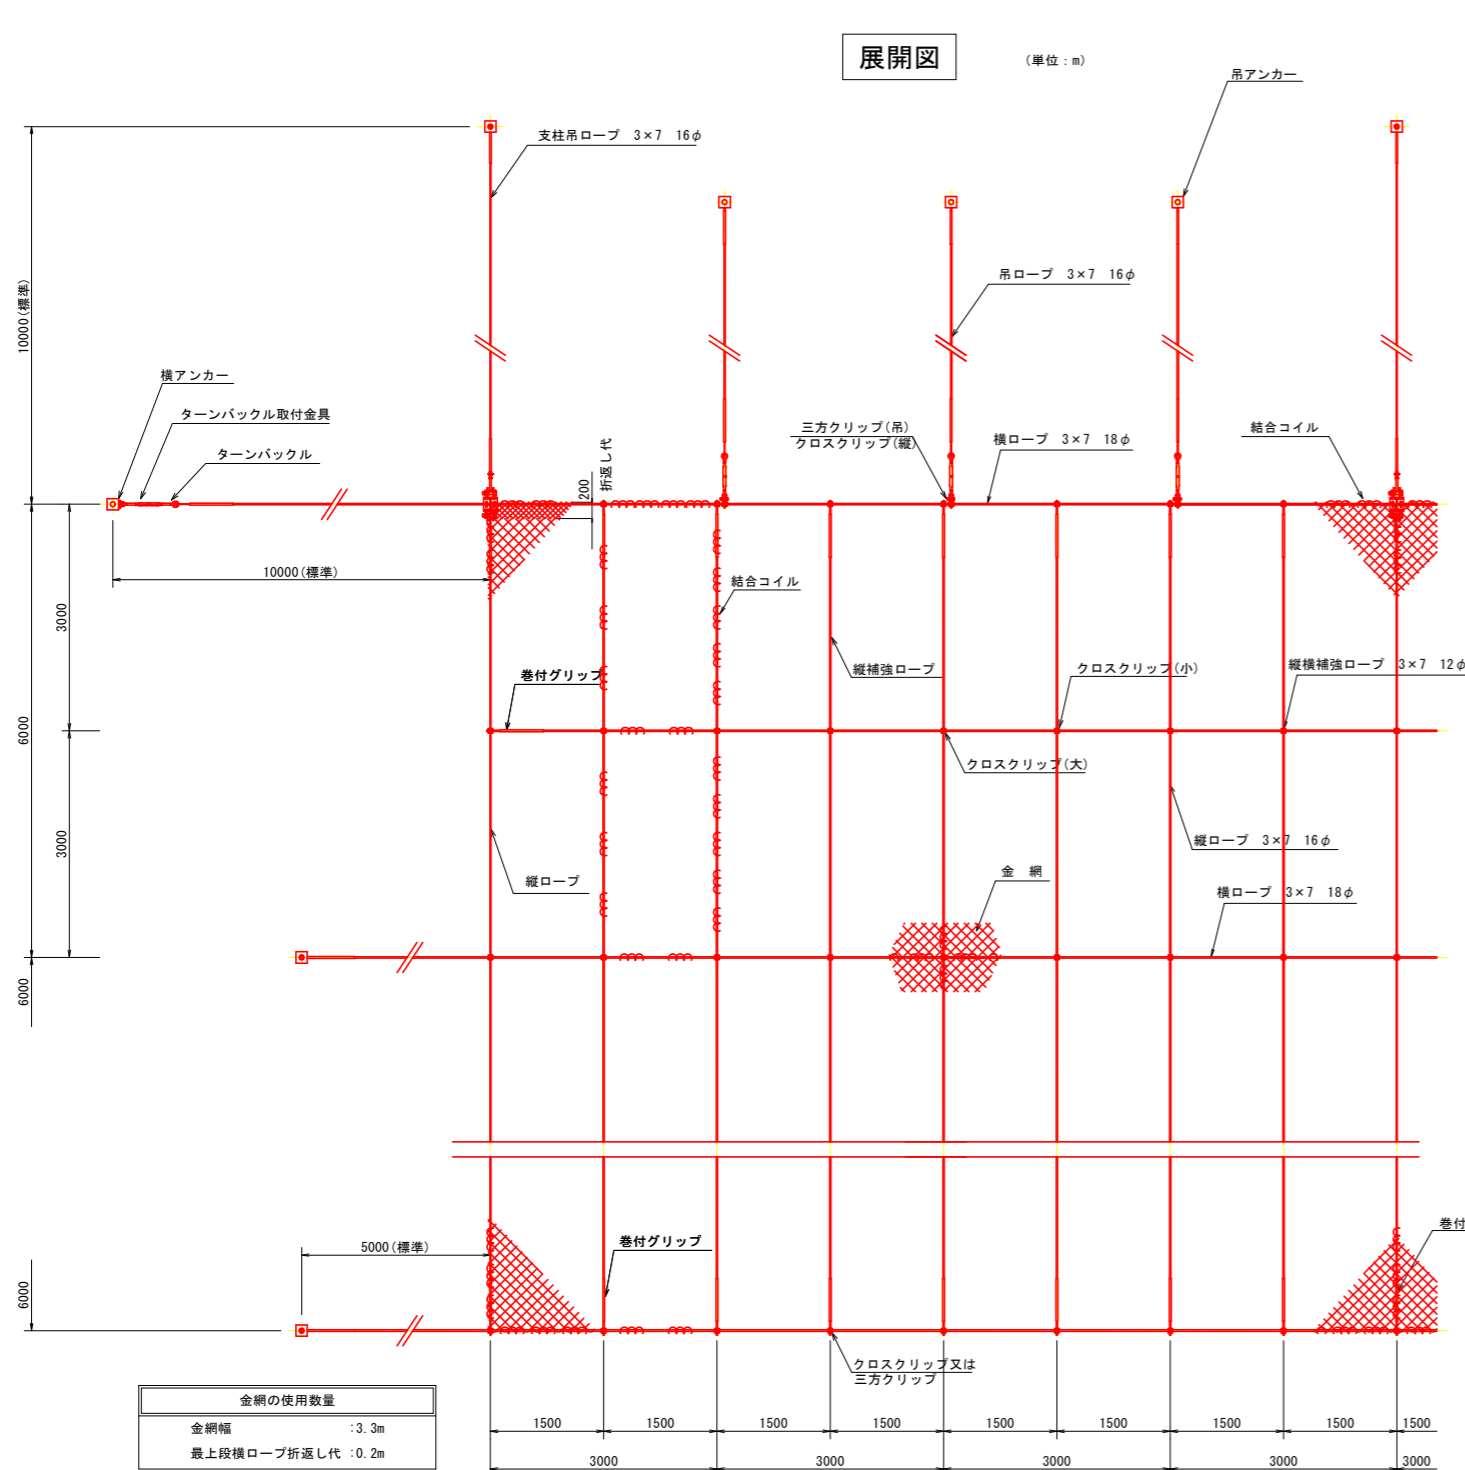 展開図
(単位：m)
吊アンカー
支柱吊ロープ 3×7 16φ
10000(標準)
吊ロープ 3×7 16φ
横アンカー
ターンバックル取付金具
ターンバックル
折返し代
200
三方クリップ(吊)
クロスクリップ(縦)
横ロープ 3×7 18φ
結合コイル
10000(標準)
3000
結合コイル
巻付グリップ
縦補強ロープ
クロスクリップ(小)
縦横補強ロープ 3×7 12φ
6000
クロスクリップ(大)
3000
縦ロープ
縦ロープ 3×7 16φ
金 網
横ロープ 3×7 18φ
6000
5000(標準)
巻付グリップ
巻付
6000
クロスクリップ又は
三方クリップ
金網の使用数量
金網幅 :3.3m
最上段横ロープ折返し代 :0.2m
1500 1500 1500 1500 1500 1500 1500 1500 1500
3000 3000 3000 3000 3000